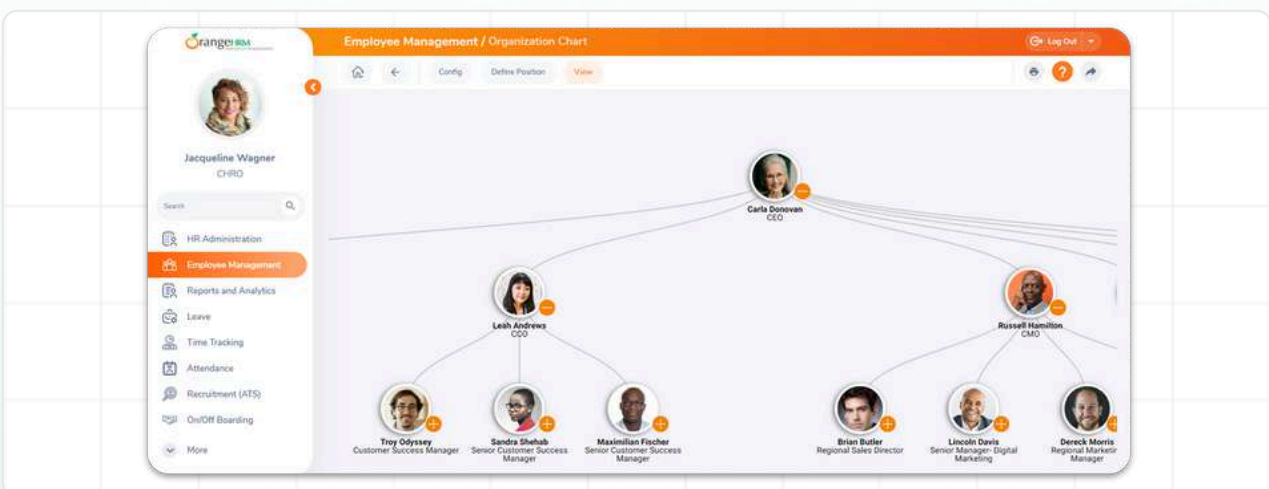 OrangeHRM
Employee Management / Organization Chart
Log Out
Config
Define Position
View
?
Jacqueline Wagner
CHRO
Search
HR Administration
Employee Management
Reports and Analytics
Leave
Time Tracking
Attendance
Recruitment (ATS)
On/Off Boarding
More
Carla Donovan
CEO
Leah Andrews
COO
Russell Hamilton
CMO
Troy Odyssey
Customer Success Manager
Sandra Shehab
Senior Customer Success
Manager
Maximilian Fischer
Senior Customer Success
Manager
Brian Butler
Regional Sales Director
Lincoln Davis
Senior Manager- Digital
Marketing
Dereck Morris
Regional Marketin
Manager